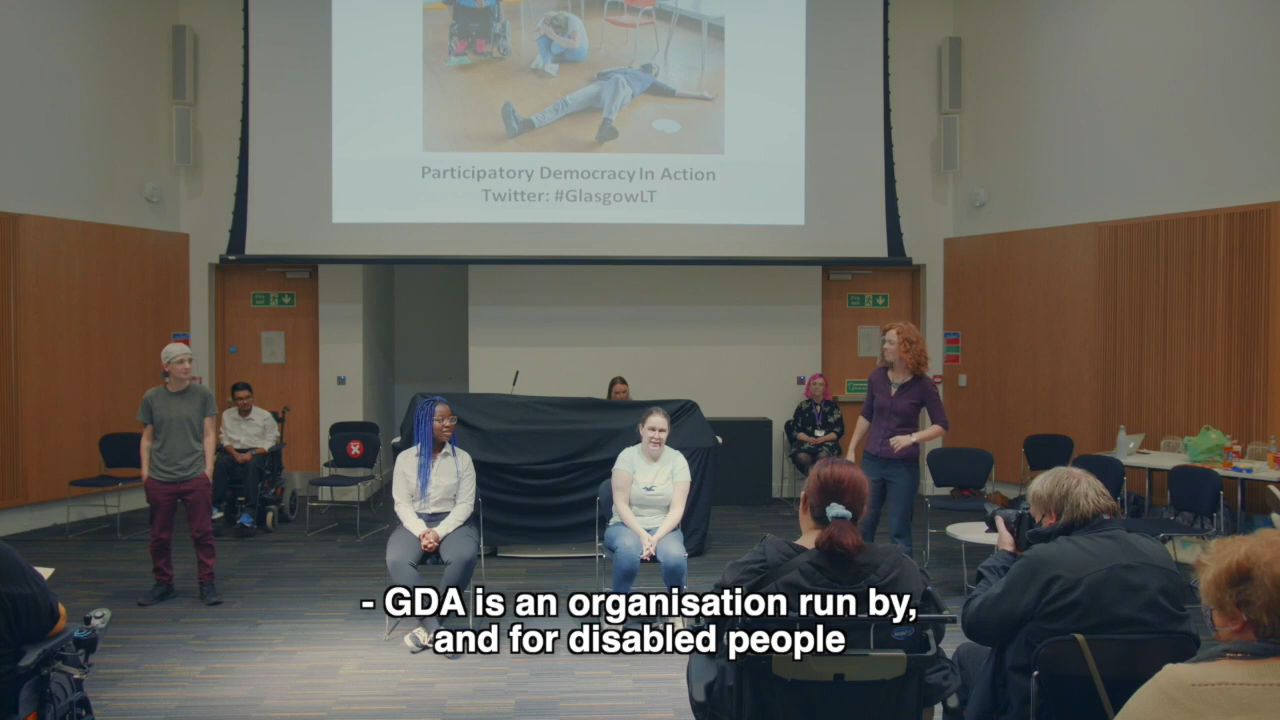 Participatory Democracy In Action
Twitter: #GlasgowLT
- GDA is an organisation run by,
and for disabled people